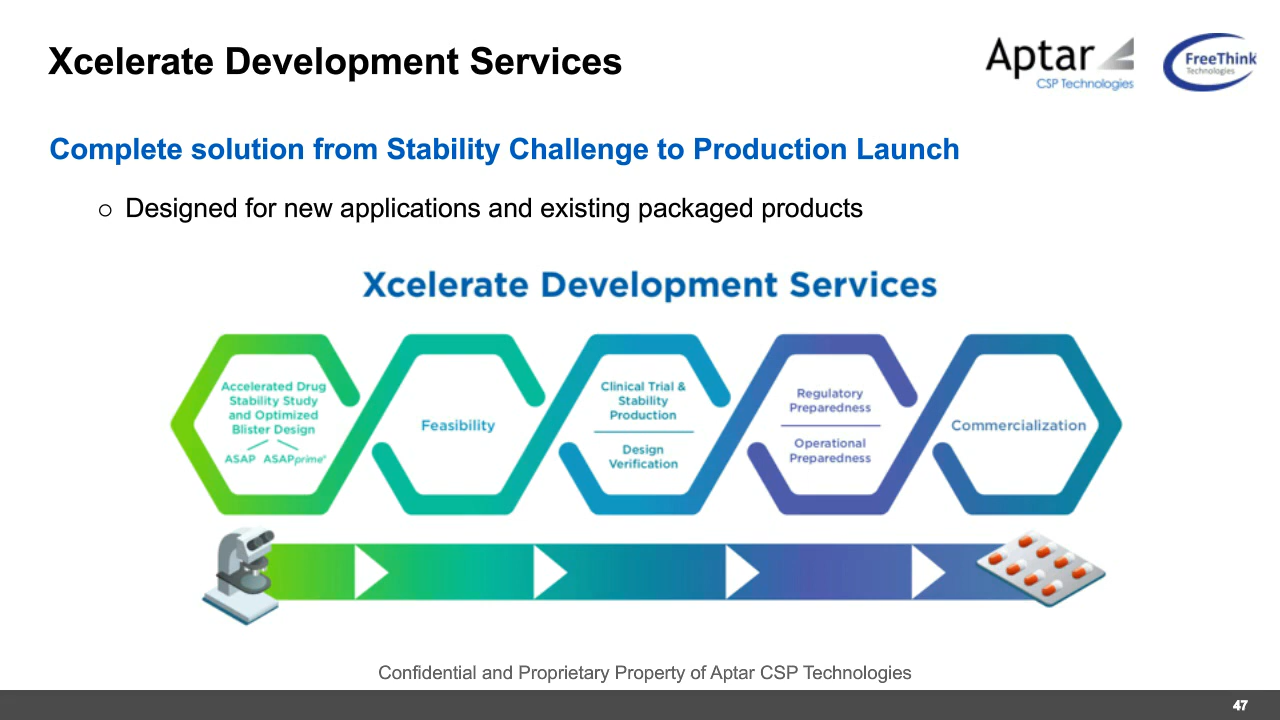 Xcelerate Development Services
Aptar
CSP Technologies
FreeThink
Technologies
Complete solution from Stability Challenge to Production Launch
○ Designed for new applications and existing packaged products
Xcelerate Development Services
Accelerated Drug
Stability Study
and Optimized
Blister Design
ASAP ASAPprime®
Feasibility
Clinical Trial &
Stability
Production
Design
Verification
Regulatory
Preparedness
Operational
Preparedness
Commercialization
Confidential and Proprietary Property of Aptar CSP Technologies
47